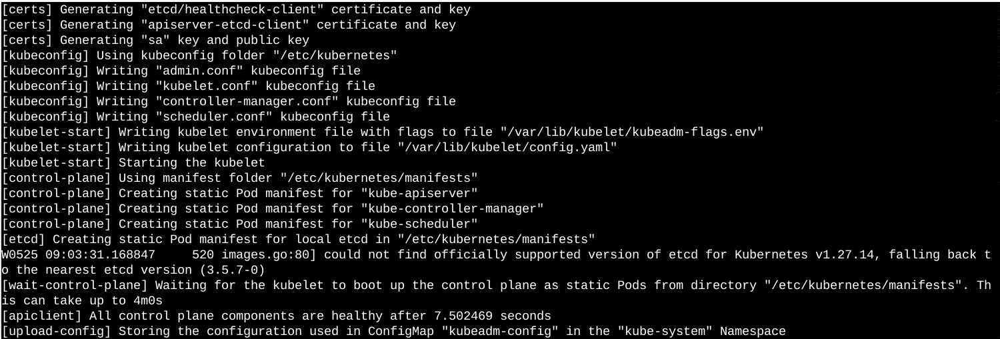 [certs] Generating "etcd/healthcheck-client" certificate and key
[certs] Generating "apiserver-etcd-client" certificate and key
[certs] Generating "sa" key and public key
[kubeconfig] Using kubeconfig folder "/etc/kubernetes"
[kubeconfig] Writing "admin.conf" kubeconfig file
[kubeconfig] Writing "kubelet.conf" kubeconfig file
[kubeconfig] Writing "controller-manager.conf" kubeconfig file
[kubeconfig] Writing "scheduler.conf" kubeconfig file
[kubelet-start] Writing kubelet environment file with flags to file "/var/lib/kubelet/kubeadm-flags.env"
[kubelet-start] Writing kubelet configuration to file "/var/lib/kubelet/config.yaml"
[kubelet-start] Starting the kubelet
[control-plane] Using manifest folder "/etc/kubernetes/manifests"
[control-plane] Creating static Pod manifest for "kube-apiserver"
[control-plane] Creating static Pod manifest for "kube-controller-manager"
[control-plane] Creating static Pod manifest for "kube-scheduler"
[etcd] Creating static Pod manifest for local etcd in "/etc/kubernetes/manifests"
W0525 09:03:31.168847     520 images.go:80] could not find officially supported version of etcd for Kubernetes v1.27.14, falling back t
o the nearest etcd version (3.5.7-0)
[wait-control-plane] Waiting for the kubelet to boot up the control plane as static Pods from directory "/etc/kubernetes/manifests". Th
is can take up to 4m0s
[apiclient] All control plane components are healthy after 7.502469 seconds
[upload-config] Storing the configuration used in ConfigMap "kubeadm-config" in the "kube-system" Namespace